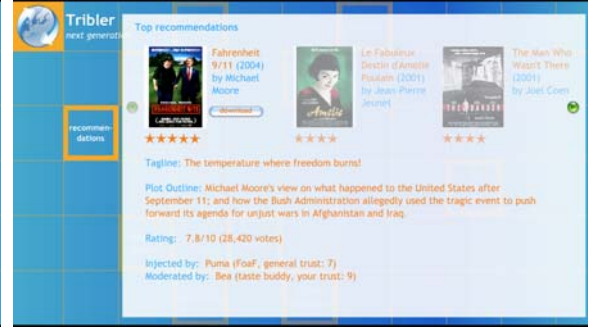 Tribler
next generati
Top recommendations
Fahrenheit
9/11 (2004)
by Michael
Moore
download
Le Fabuleux
Destin d'Amélie
Poulain (2001)
by Jean-Pierre
Jeunet
Amélie
The Man Who
Wasn't There
(2001)
by Joel Coen
recommen-
dations
Tagline: The temperature where freedom burns!
Plot Outline: Michael Moore's view on what happened to the United States after
September 11; and how the Bush Administration allegedly used the tragic event to push
forward its agenda for unjust wars in Afghanistan and Iraq.
Rating: 7.8/10 (28,420 votes)
Injected by: Puma (FoaF, general trust: 7)
Moderated by: Bea (taste buddy, your trust: 9)